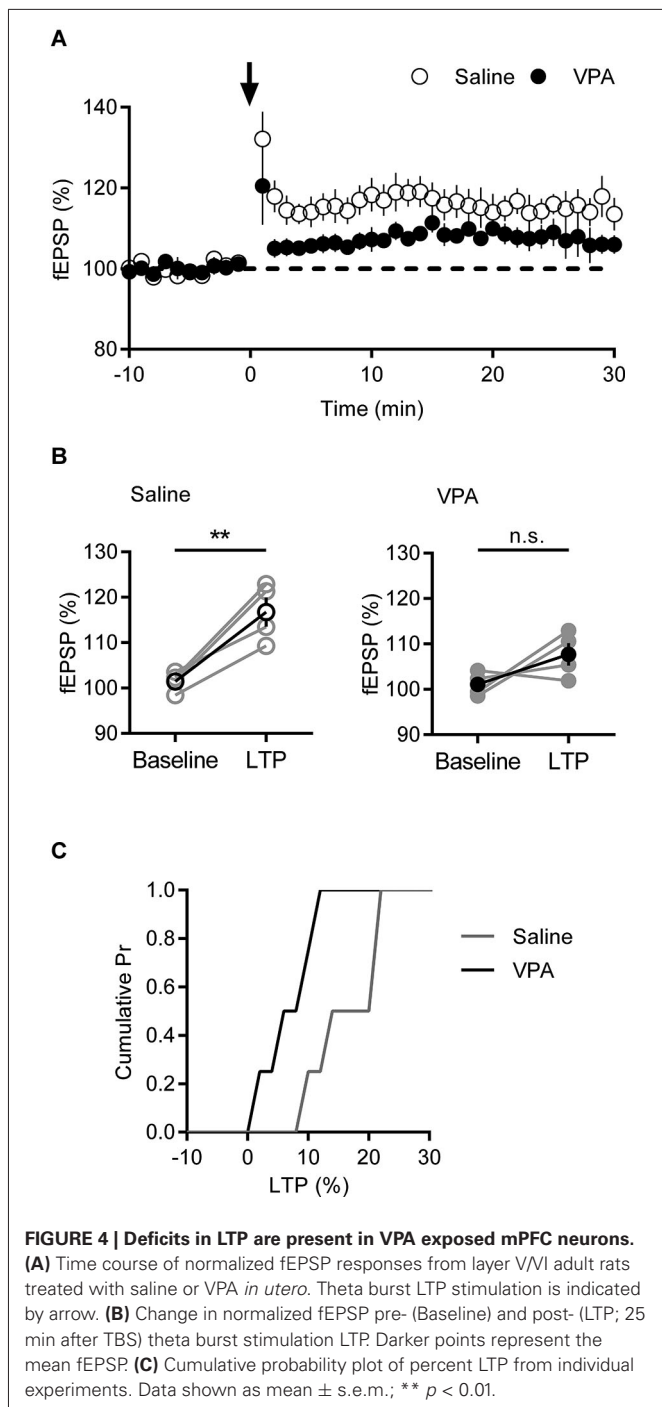 A
Saline VPA
140
120
100
80
fEPSP (%)
-10 0 10 20 30
Time (min)
B
Saline
**
130
120
110
100
90
fEPSP (%)
Baseline LTP
VPA
n.s.
130
120
110
100
90
fEPSP (%)
Baseline LTP
C
1.0
0.8
0.6
0.4
0.2
0.0
Cumulative Pr
-10 0 10 20 30
LTP (%)
Saline
VPA
FIGURE 4 | Deficits in LTP are present in VPA exposed mPFC neurons.
(A) Time course of normalized fEPSP responses from layer V/VI adult rats
treated with saline or VPA in utero. Theta burst LTP stimulation is indicated
by arrow. (B) Change in normalized fEPSP pre- (Baseline) and post- (LTP; 25
min after TBS) theta burst stimulation LTP. Darker points represent the
mean fEPSP. (C) Cumulative probability plot of percent LTP from individual
experiments. Data shown as mean ± s.e.m.; ** p < 0.01.